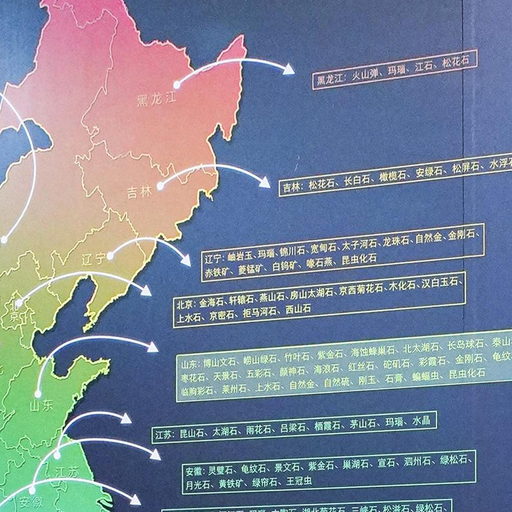 黑龙江
黑龙江：火山弹、玛瑙、江石、松花石
吉林
吉林：松花石、长白石、橄榄石、安绿石、松屏石、水浮石
辽宁
辽宁：岫岩玉、玛瑙、锦川石、宽甸石、太子河石、龙珠石、自然金、金刚石、
赤铁矿、菱锰矿、白钨矿、喙石燕、昆虫化石
北京：金海石、轩辕石、燕山石、房山太湖石、京西菊花石、木化石、汉白玉石、
上水石、京密石、拒马河石、西山石
山东：博山文石、崂山绿石、竹叶石、紫金石、海蚀蜂巢石、北太湖石、长岛球石、泰山
枣花石、天景石、五彩石、颜神石、海浪石、红丝石、砣矶石、彩霞石、金刚石、龟纹
临朐彩石、莱州石、上水石、自然金、自然硫、刚玉、石膏、蝙蝠虫、昆虫化石
山东
江苏：昆山石、太湖石、雨花石、吕梁石、栖霞石、茅山石、玛瑙、水晶
江苏
安徽：灵璧石、龟纹石、景文石、紫金石、巢湖石、宣石、泗州石、绿松石、
月光石、黄铁矿、绿帘石、王冠虫
安徽